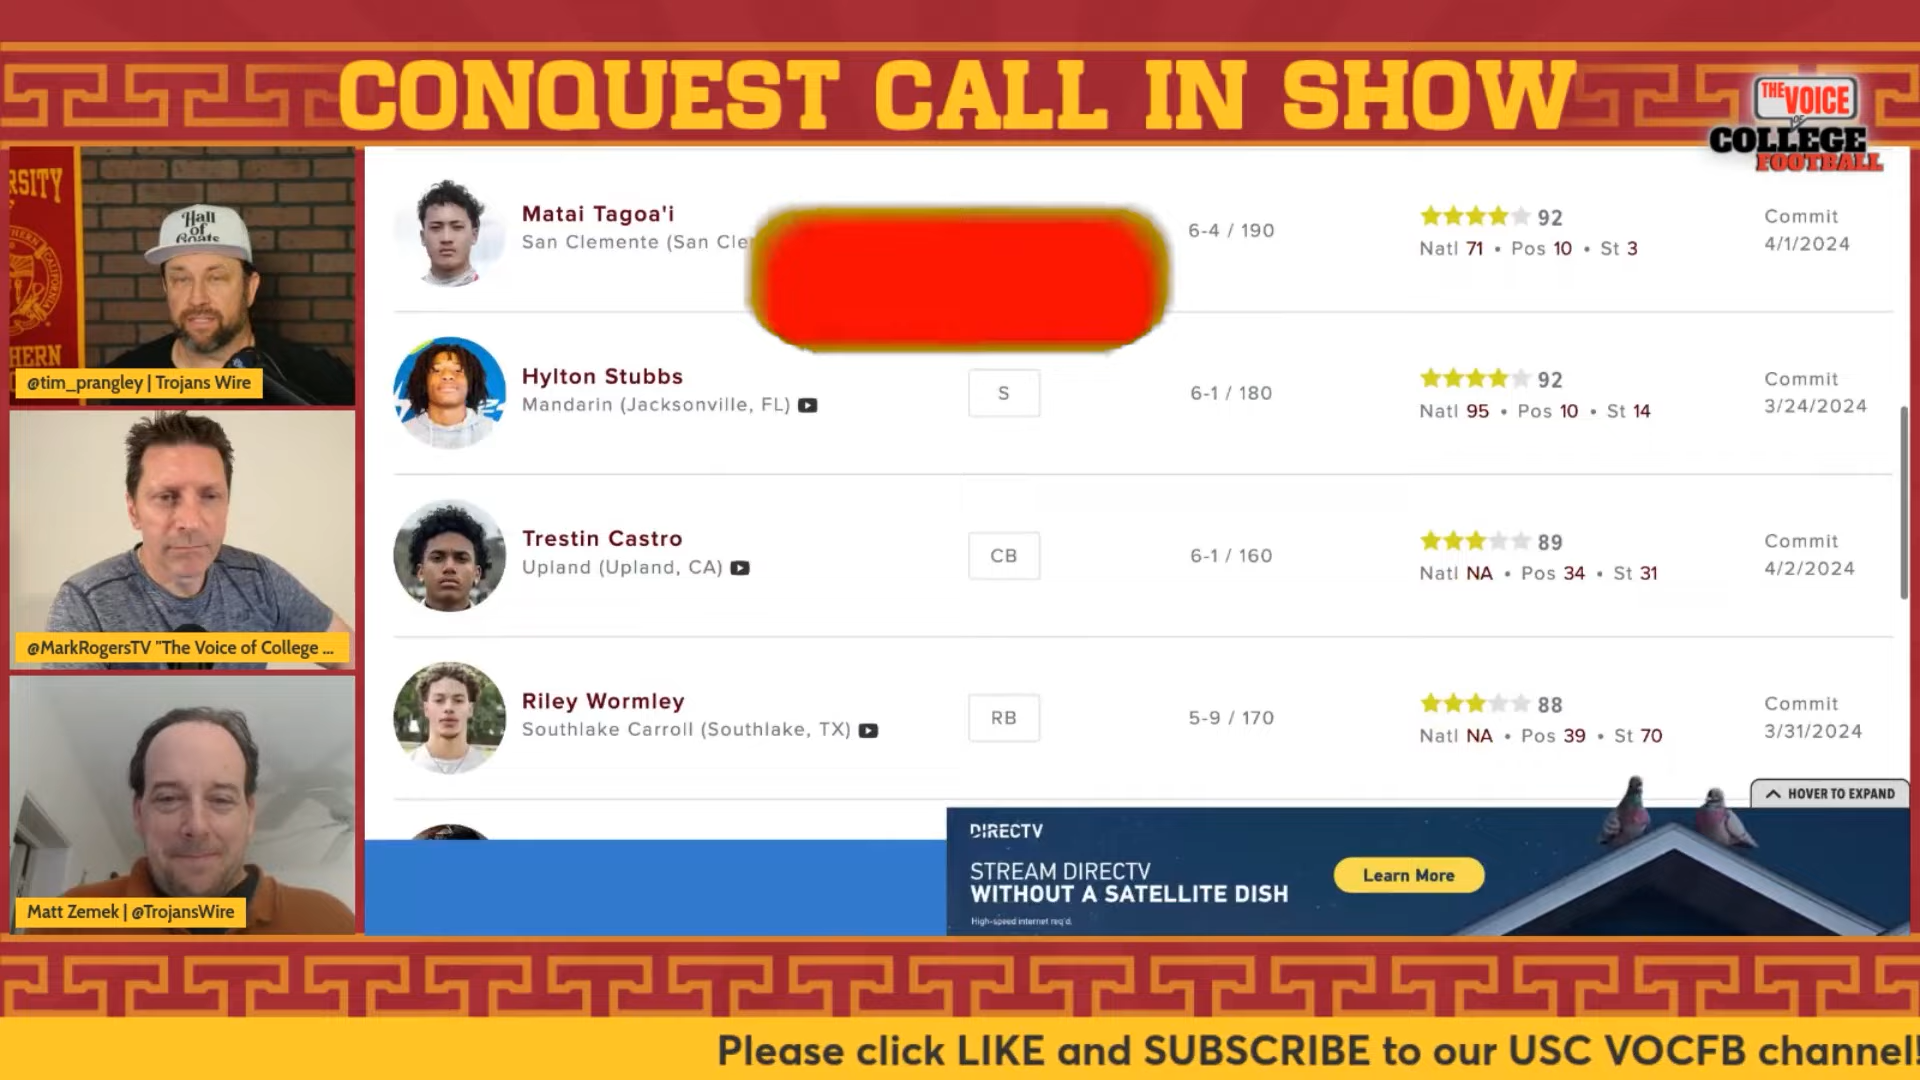 CONQUEST CALL IN SHOW
THE VOICE
OF
COLLEGE
FOOTBALL
RSITY
HERN
Hall
of
Goats
@tim_prangley | Trojans Wire
@MarkRogersTV "The Voice of College ...
Matt Zemek | @TrojansWire
Matai Tagoa'i
San Clemente (San Cle
6-4 / 190
92
Natl 71 • Pos 10 • St 3
Commit
4/1/2024
Hylton Stubbs
Mandarin (Jacksonville, FL)
S
6-1 / 180
92
Natl 95 • Pos 10 • St 14
Commit
3/24/2024
Trestin Castro
Upland (Upland, CA)
CB
6-1 / 160
89
Natl NA • Pos 34 • St 31
Commit
4/2/2024
Riley Wormley
Southlake Carroll (Southlake, TX)
RB
5-9 / 170
88
Natl NA • Pos 39 • St 70
Commit
3/31/2024
HOVER TO EXPAND
DIRECTV
STREAM DIRECTV
WITHOUT A SATELLITE DISH
High-speed internet req'd.
Learn More
Please click LIKE and SUBSCRIBE to our USC VOCFB channel!